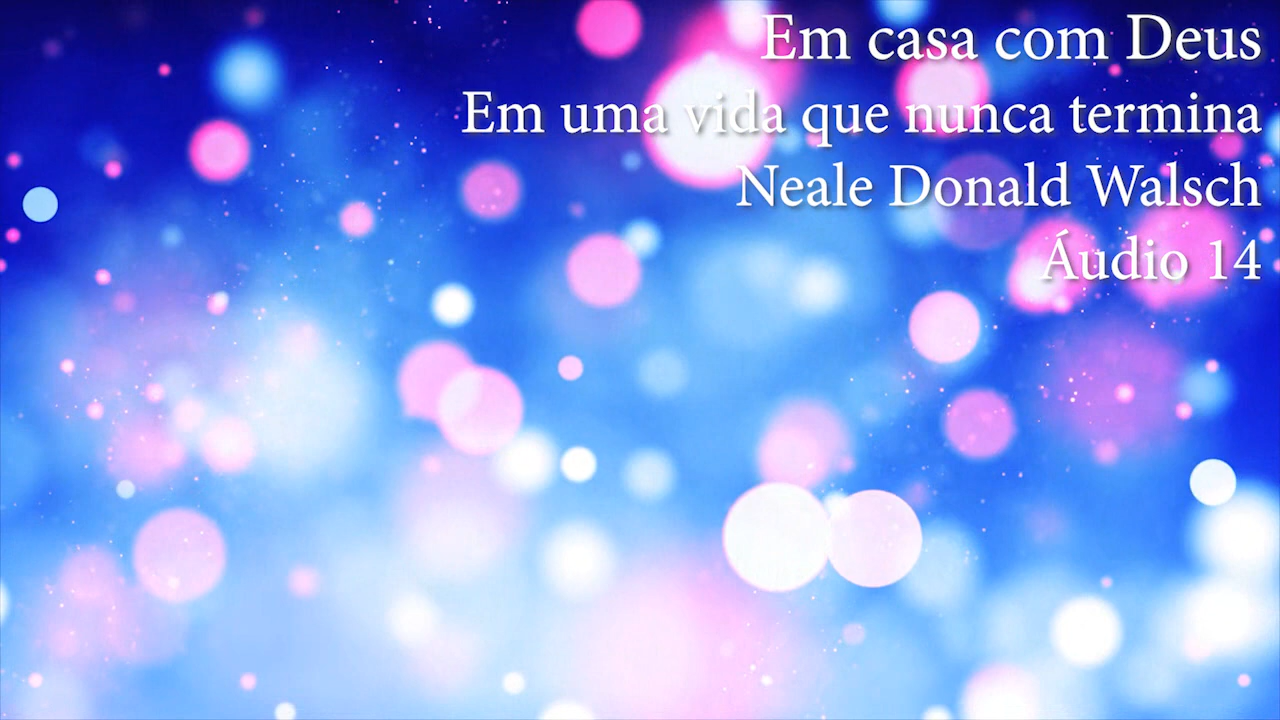 Em casa com Deus
Em uma vida que nunca termina
Neale Donald Walsch
Áudio 14